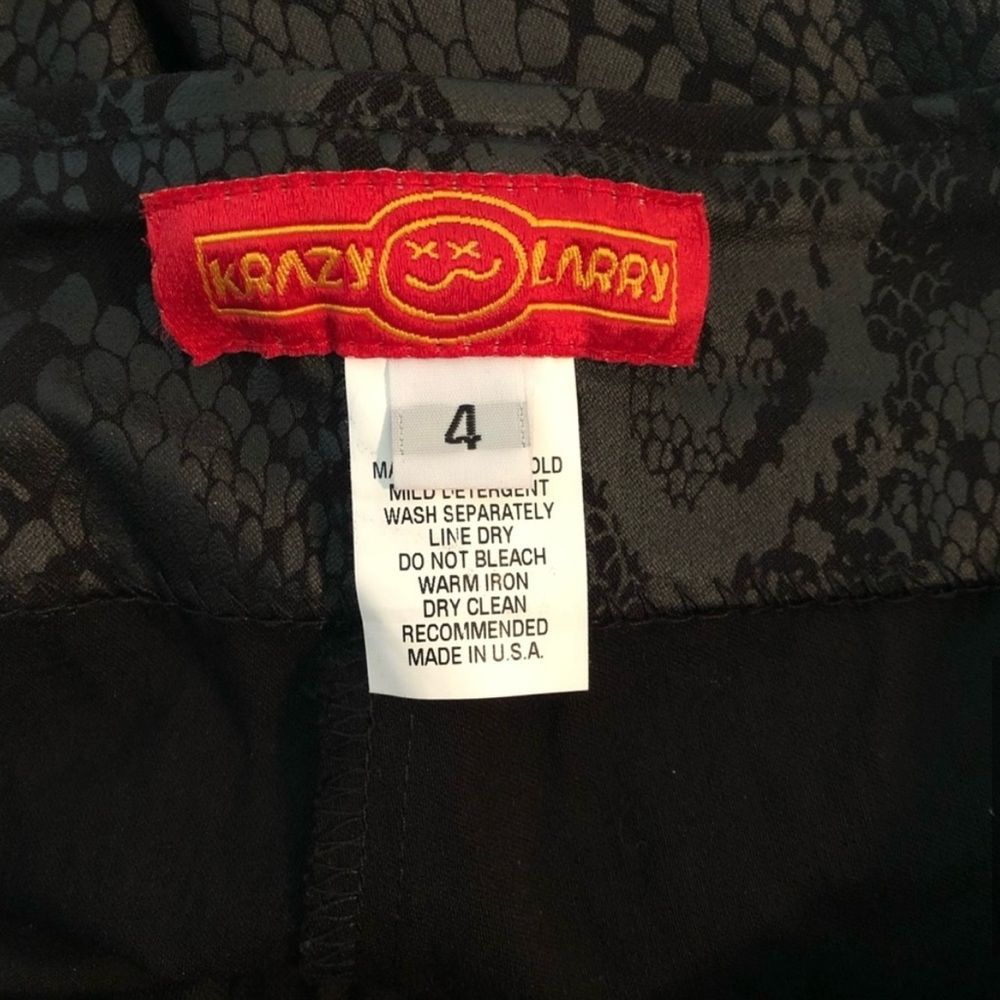 KRAZY LARRY
4
OLD
MILD DETERGENT
WASH SEPARATELY
LINE DRY
DO NOT BLEACH
WARM IRON
DRY CLEAN
RECOMMENDED
MADE IN U.S.A.